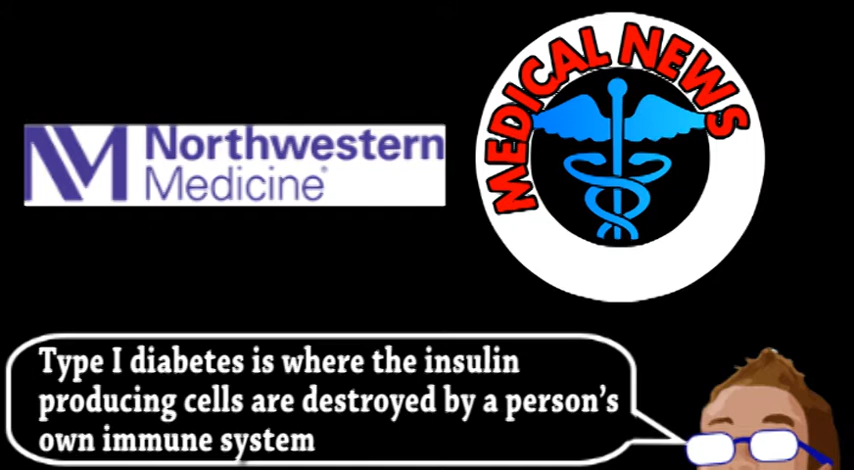 Northwestern
Medicine®
MEDICAL NEWS
Type I diabetes is where the insulin
producing cells are destroyed by a person's
own immune system